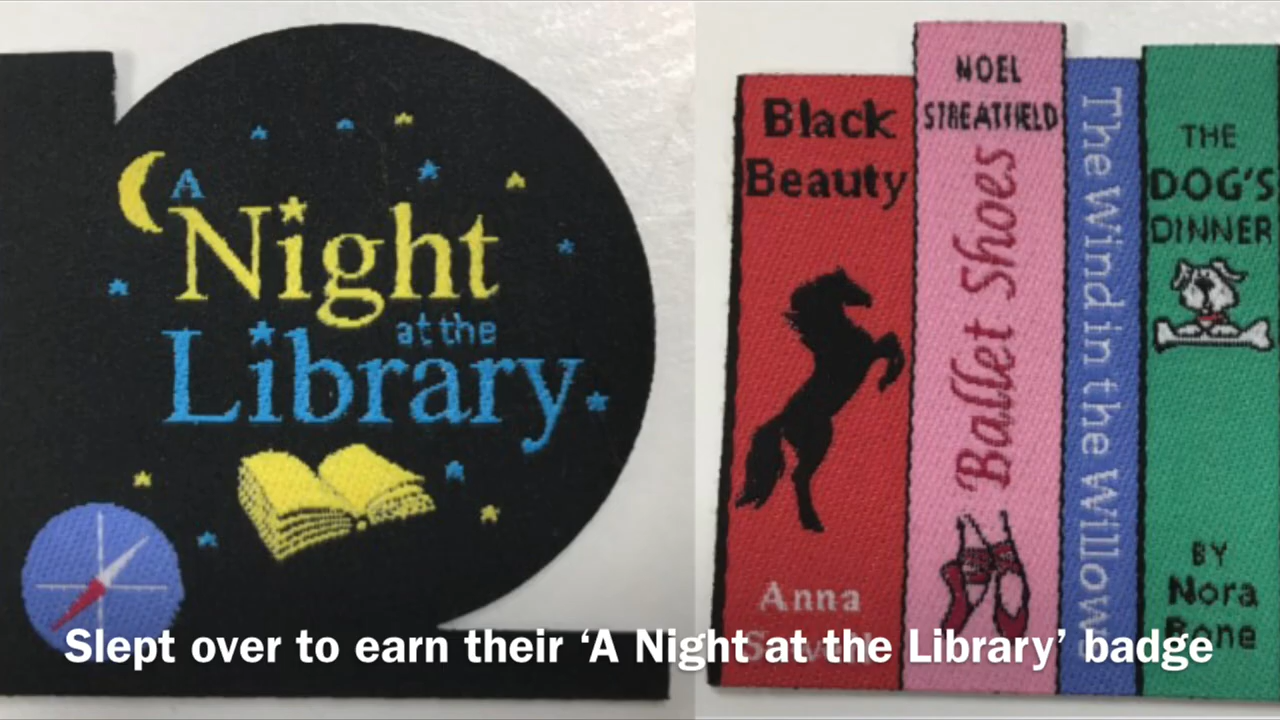 A
Night
at the
Library
Black
Beauty
Anna
NOEL
STREATFIELD
Ballet Shoes
The Wind in the Willows
THE
DOG'S
DINNER
BY
Nora
Bone
Slept over to earn their ‘A Night at the Library’ badge